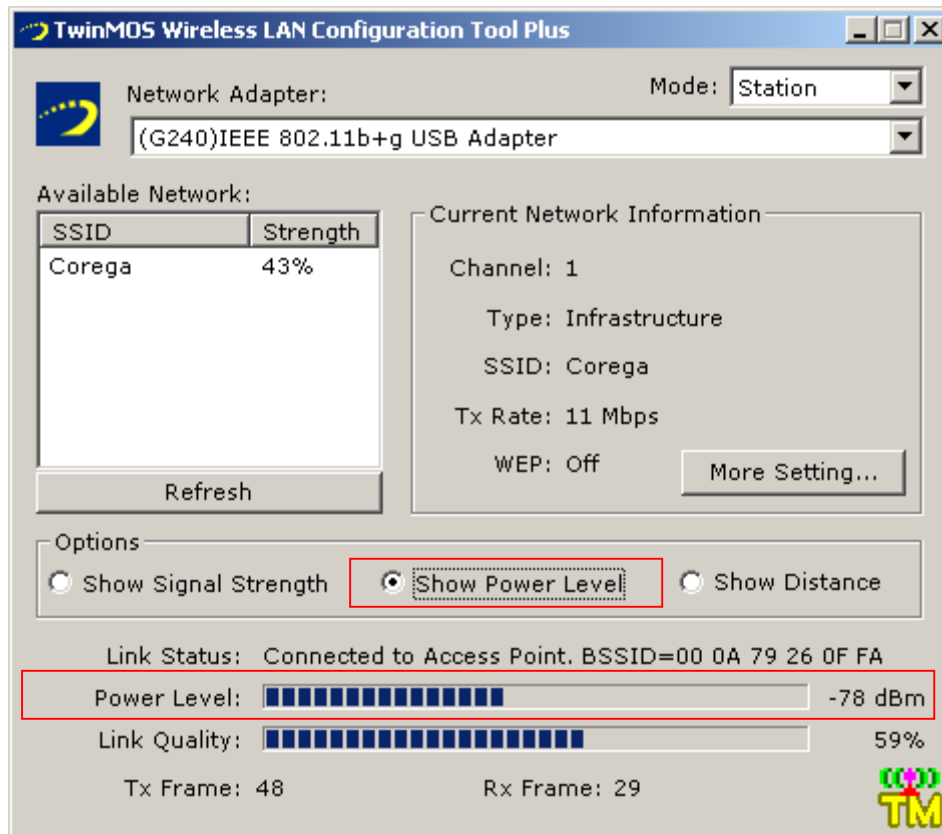 TwinMOS Wireless LAN Configuration Tool Plus
Network Adapter:
Mode: Station
(G240)IEEE 802.11b+g USB Adapter
Available Network:
SSID Strength
Corega 43%
Refresh
Current Network Information
Channel: 1
Type: Infrastructure
SSID: Corega
Tx Rate: 11 Mbps
WEP: Off
More Setting...
Options
Show Signal Strength Show Power Level Show Distance
Link Status: Connected to Access Point. BSSID=00 0A 79 26 0F FA
Power Level: -78 dBm
Link Quality: 59%
Tx Frame: 48 Rx Frame: 29
TM